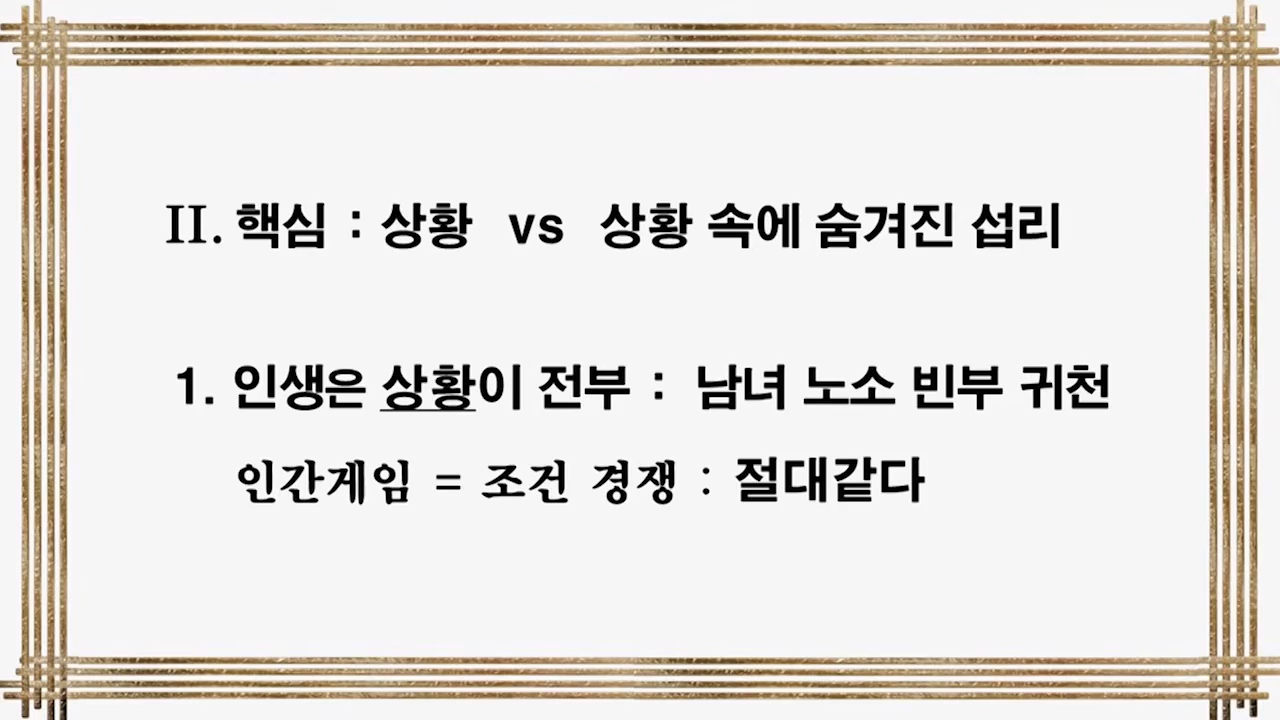 II. 핵심 : 상황 vs 상황 속에 숨겨진 섭리
1. 인생은 상황이 전부 : 남녀 노소 빈부 귀천
인간게임 = 조건 경쟁 : 절대같다